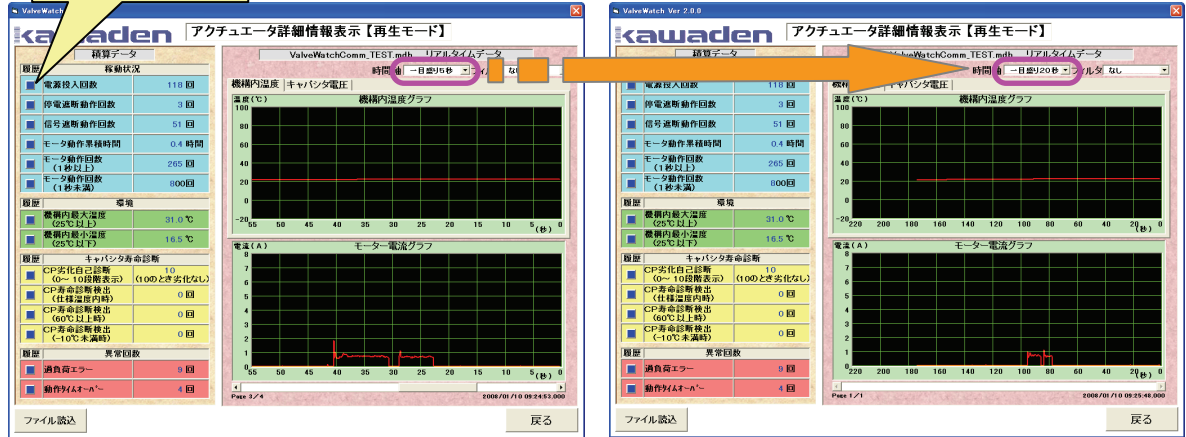 ValveWatch
kawaden
アクチュエータ詳細情報表示【再生モード】
積算データ
ValveWatchComm_TEST.mdh リアルタイムデータ
履歴 稼動状況
時間軸 一目盛り5秒
機構内温度 キャパシタ電圧
電源投入回数 118 回
停電遮断動作回数 3 回
信号遮断動作回数 51 回
モータ動作累積時間 0.4 時間
モータ動作回数
(1秒以上) 265 回
モータ動作回数
(1秒未満) 800回
履歴 環境
機構内最大温度
(25℃以上) 31.0 ℃
機構内最小温度
(25℃以下) 16.5 ℃
履歴 キャパシタ寿命診断
CP劣化自己診断 10
(0~ 10段階表示) (10のとき劣化なし)
CP寿命診断検出
(仕様温度内時) 0 回
CP寿命診断検出
(60℃以上時) 0 回
CP寿命診断検出
(-10℃未満時) 0 回
履歴 異常回数
過負荷エラー 9 回
動作タイムオーバー 4 回
温度(℃) 機構内温度グラフ
100
80
60
40
20
0
-20
55 50 45 40 35 30 25 20 15 10 5 0
(秒)
電流(A) モーター電流グラフ
8
7
6
5
4
3
2
1
0
55 50 45 40 35 30 25 20 15 10 5 0
(秒)
Page 3/4 2008/01/10 09:24:53.000
ファイル読込 戻る
ValveWatch Ver 2.0.0
kawaden
アクチュエータ詳細情報表示【再生モード】
積算データ
ValveWatchComm_TEST.mdh リアルタイムデータ
時間軸 一目盛り20秒 フィルタ なし
キャパシタ電圧
電源投入回数 118 回
停電遮断動作回数 3 回
信号遮断動作回数 51 回
モータ動作累積時間 0.4 時間
モータ動作回数
(1秒以上) 265 回
モータ動作回数
(1秒未満) 800回
履歴 環境
機構内最大温度
(25℃以上) 31.0 ℃
機構内最小温度
(25℃以下) 16.5 ℃
履歴 キャパシタ寿命診断
CP劣化自己診断 10
(0~ 10段階表示) (10のとき劣化なし)
CP寿命診断検出
(仕様温度内時) 0 回
CP寿命診断検出
(60℃以上時) 0 回
CP寿命診断検出
(-10℃未満時) 0 回
履歴 異常回数
過負荷エラー 9 回
動作タイムオーバー 4 回
温度(℃) 機構内温度グラフ
100
80
60
40
20
0
-20
220 200 180 160 140 120 100 80 60 40 20 0
(秒)
電流(A) モーター電流グラフ
8
7
6
5
4
3
2
1
0
220 200 180 160 140 120 100 80 60 40 20 0
(秒)
Page 1/1 2008/01/10 09:25:48.000
ファイル読込 戻る